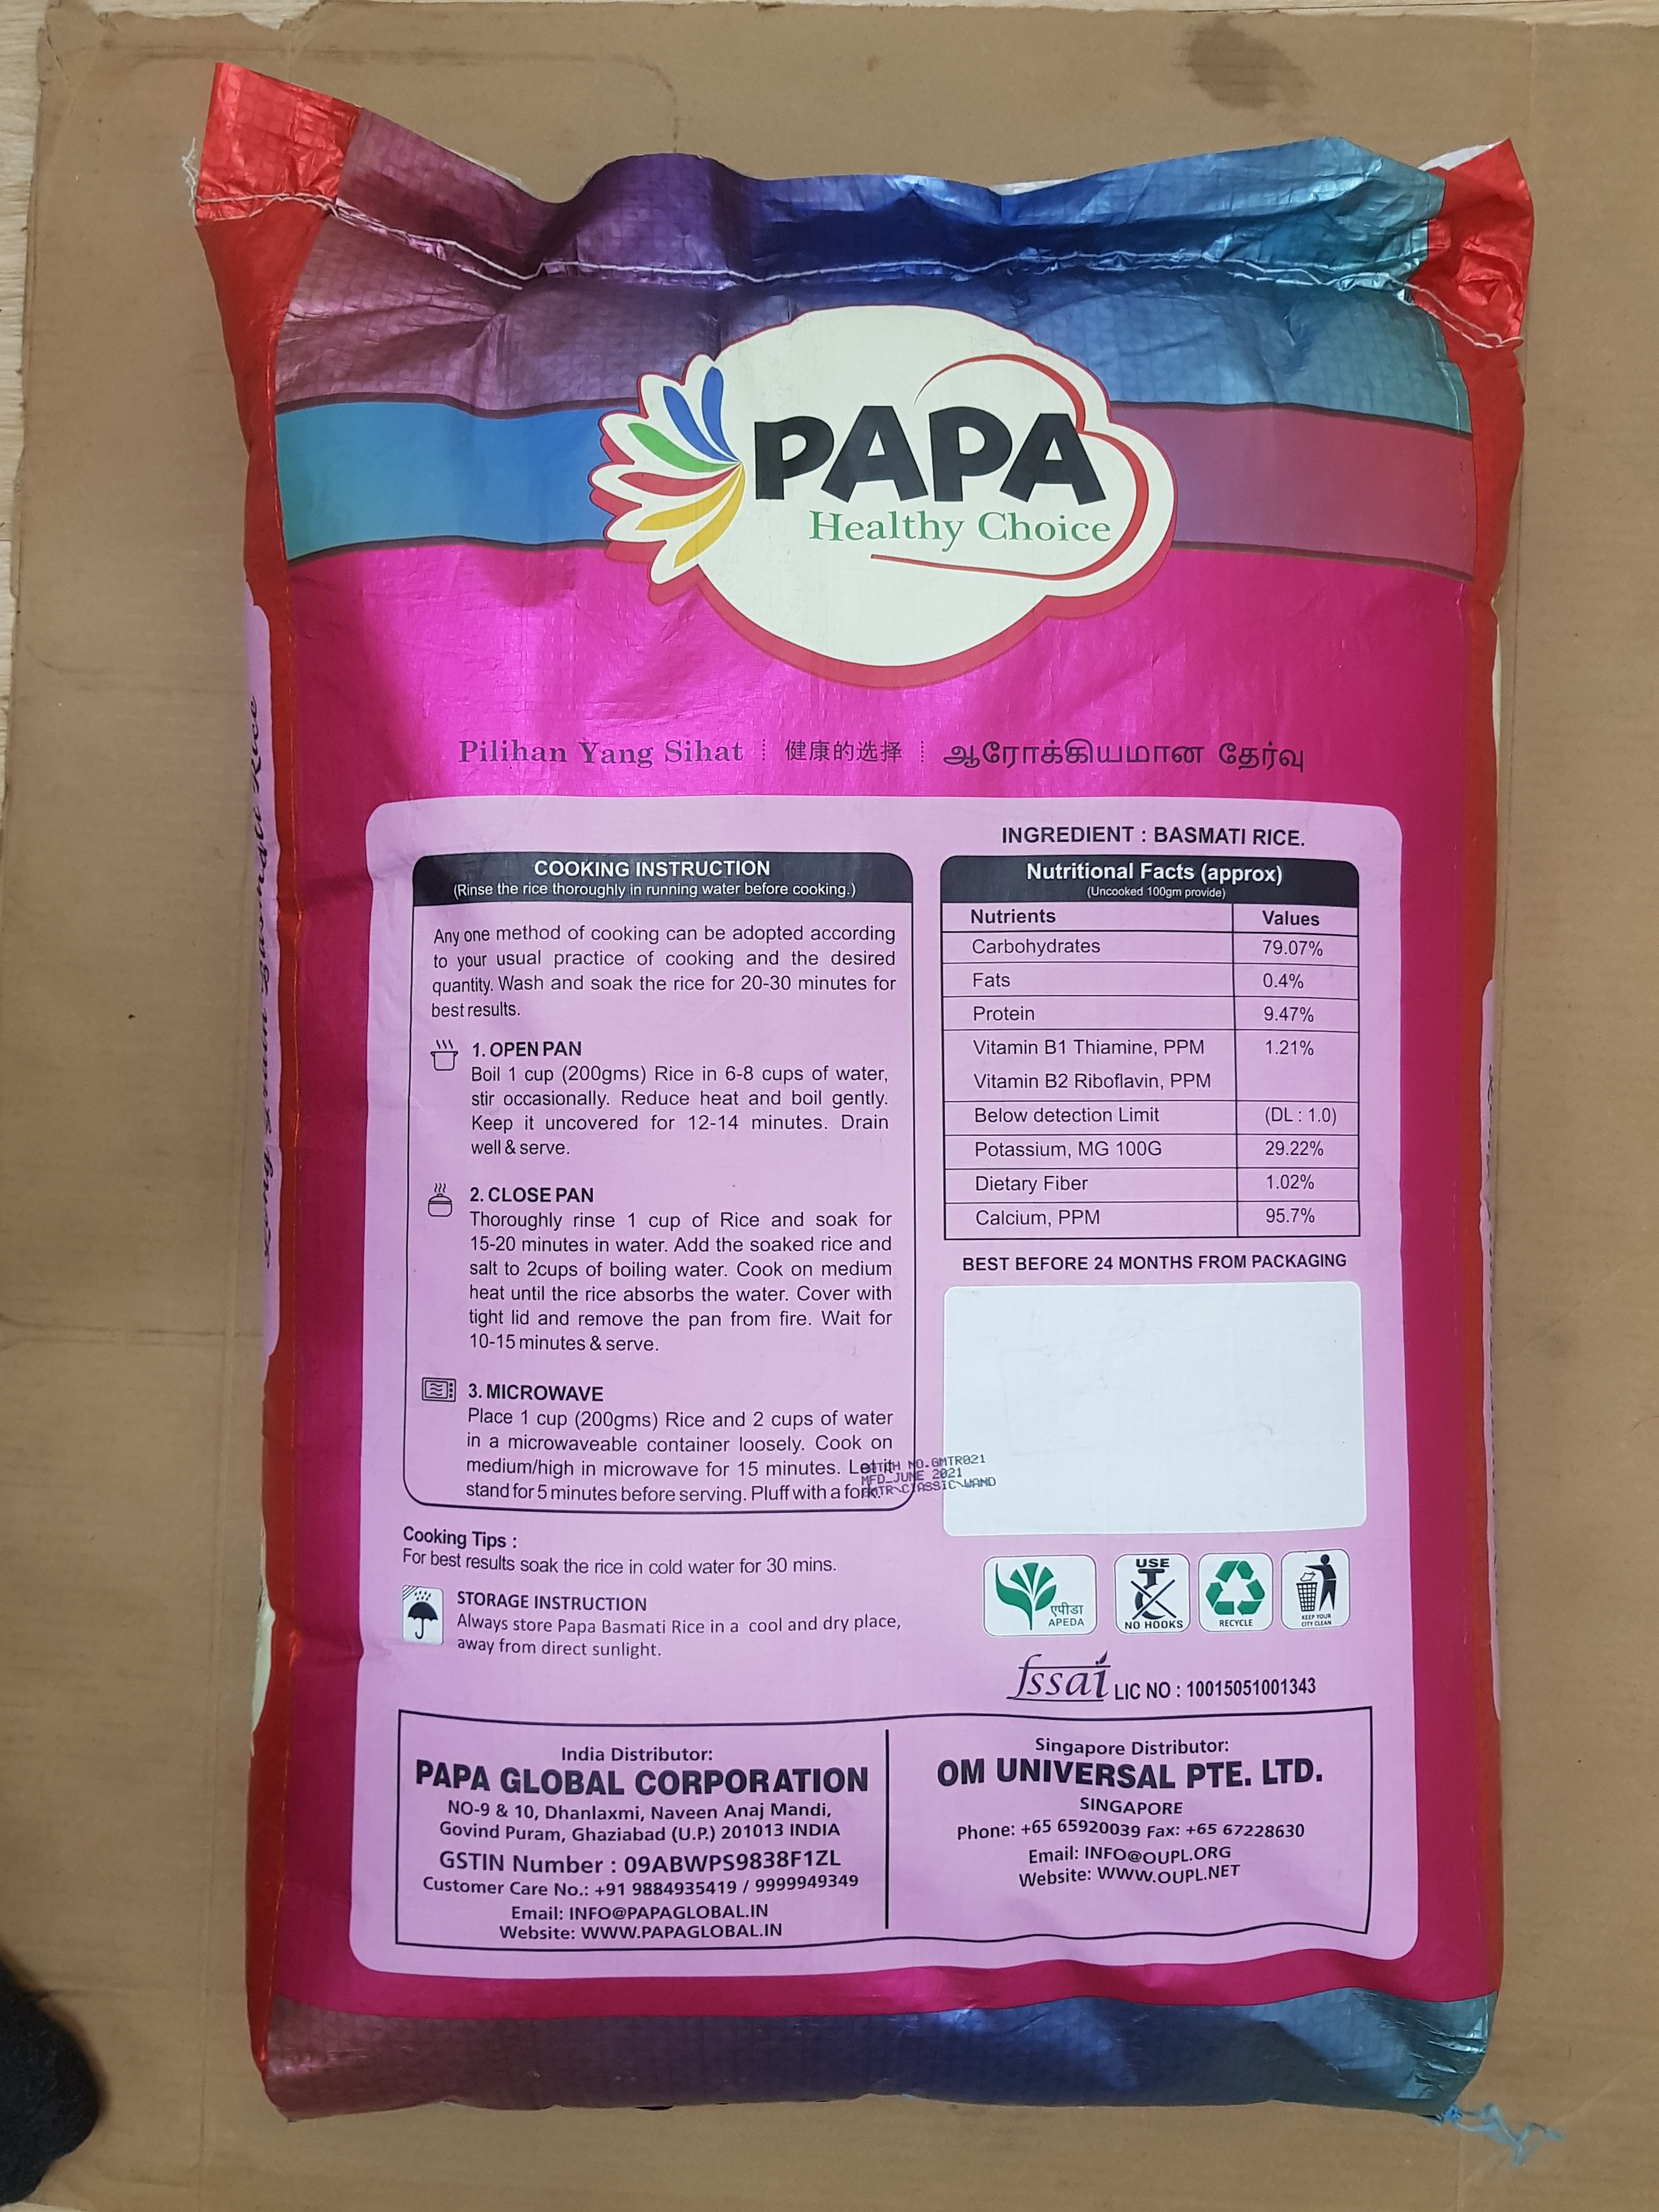 PAPA
Healthy Choice
Pilihan Yang Sihat
健康的选择
ஆரோக்கியமான தேர்வு
COOKING INSTRUCTION
(Rinse the rice thoroughly in running water before cooking.)
Any one method of cooking can be adopted according
to your usual practice of cooking and the desired
quantity. Wash and soak the rice for 20-30 minutes for
best results.
1. OPEN PAN
Boil 1 cup (200gms) Rice in 6-8 cups of water,
stir occasionally. Reduce heat and boil gently.
Keep it uncovered for 12-14 minutes. Drain
well & serve.
2. CLOSE PAN
Thoroughly rinse 1 cup of Rice and soak for
15-20 minutes in water. Add the soaked rice and
salt to 2cups of boiling water. Cook on medium
heat until the rice absorbs the water. Cover with
tight lid and remove the pan from fire. Wait for
10-15 minutes & serve.
3. MICROWAVE
Place 1 cup (200gms) Rice and 2 cups of water
in a microwaveable container loosely. Cook on
medium/high in microwave for 15 minutes. Let it
stand for 5 minutes before serving. Pluff with a fork.
NO.GMTR021
MFD_JUNE 2021
Cooking Tips :
For best results soak the rice in cold water for 30 mins.
STORAGE INSTRUCTION
Always store Papa Basmati Rice in a cool and dry place,
away from direct sunlight.
INGREDIENT : BASMATI RICE.
Nutritional Facts (approx)
(Uncooked 100gm provide)
Nutrients Values
Carbohydrates 79.07%
Fats 0.4%
Protein 9.47%
Vitamin B1 Thiamine, PPM 1.21%
Vitamin B2 Riboflavin, PPM
Below detection Limit (DL : 1.0)
Potassium, MG 100G 29.22%
Dietary Fiber 1.02%
Calcium, PPM 95.7%
BEST BEFORE 24 MONTHS FROM PACKAGING
एपीडा
APEDA
USE
NO HOOKS
RECYCLE
KEEP YOUR
CITY CLEAN
fssai LIC NO : 10015051001343
India Distributor:
PAPA GLOBAL CORPORATION
NO-9 & 10, Dhanlaxmi, Naveen Anaj Mandi,
Govind Puram, Ghaziabad (U.P.) 201013 INDIA
GSTIN Number : 09ABWPS9838F1ZL
Customer Care No.: +91 9884935419 / 9999949349
Email: INFO@PAPAGLOBAL.IN
Website: WWW.PAPAGLOBAL.IN
Singapore Distributor:
OM UNIVERSAL PTE. LTD.
SINGAPORE
Phone: +65 65920039 Fax: +65 67228630
Email: INFO@OUPL.ORG
Website: WWW.OUPL.NET
Long Grain Basmati Rice